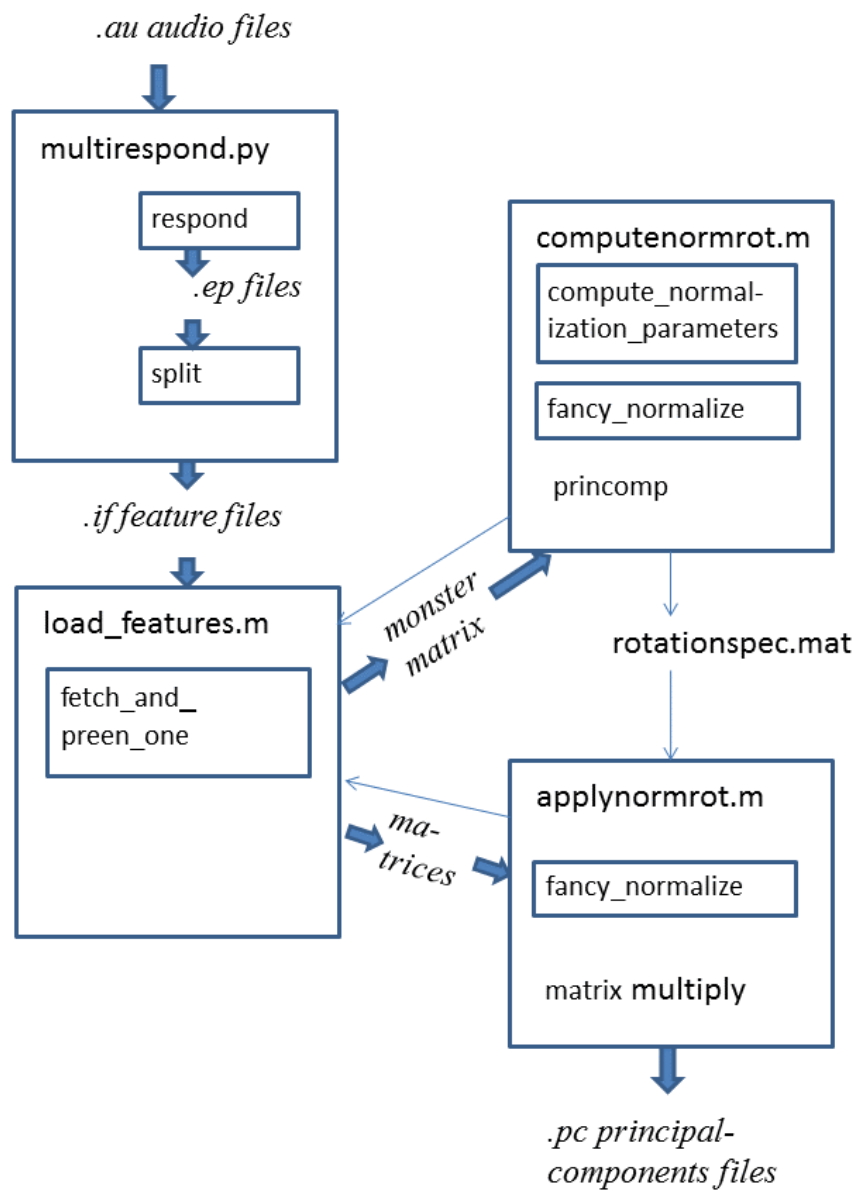 .au audio files
multirespond.py
respond
.ep files
split
.if feature files
load_features.m
fetch_and_
preen_one
monster
matrix
ma-
trices
computenormrot.m
compute_normal-
ization_parameters
fancy_normalize
princomp
rotationspec.mat
applynormrot.m
fancy_normalize
matrix multiply
.pc principal-
components files